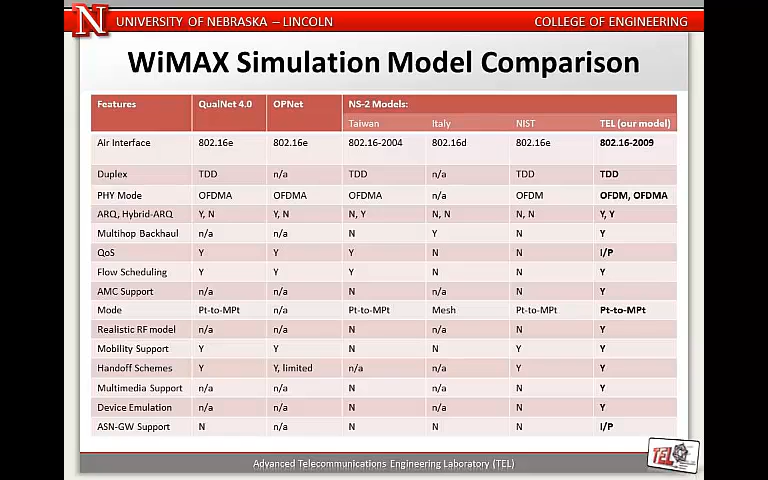 N UNIVERSITY OF NEBRASKA – LINCOLN COLLEGE OF ENGINEERING
WiMAX Simulation Model Comparison
Features QualNet 4.0 OPNet NS-2 Models:
Taiwan Italy NIST TEL (our model)
Air Interface 802.16e 802.16e 802.16-2004 802.16d 802.16e 802.16-2009
Duplex TDD n/a TDD n/a TDD TDD
PHY Mode OFDMA OFDMA OFDMA n/a OFDM OFDM, OFDMA
ARQ, Hybrid-ARQ Y, N Y, N N, Y N, N N, N Y, Y
Multihop Backhaul n/a n/a N Y N Y
QoS Y Y Y N N I/P
Flow Scheduling Y Y Y N N Y
AMC Support n/a n/a N n/a N Y
Mode Pt-to-MPt n/a Pt-to-MPt Mesh Pt-to-MPt Pt-to-MPt
Realistic RF model n/a n/a N n/a N Y
Mobility Support Y Y N N Y Y
Handoff Schemes Y Y, limited n/a n/a Y Y
Multimedia Support n/a n/a N n/a N Y
Device Emulation n/a n/a N n/a N Y
ASN-GW Support N n/a N n/a N I/P
Advanced Telecommunications Engineering Laboratory (TEL)
TEL